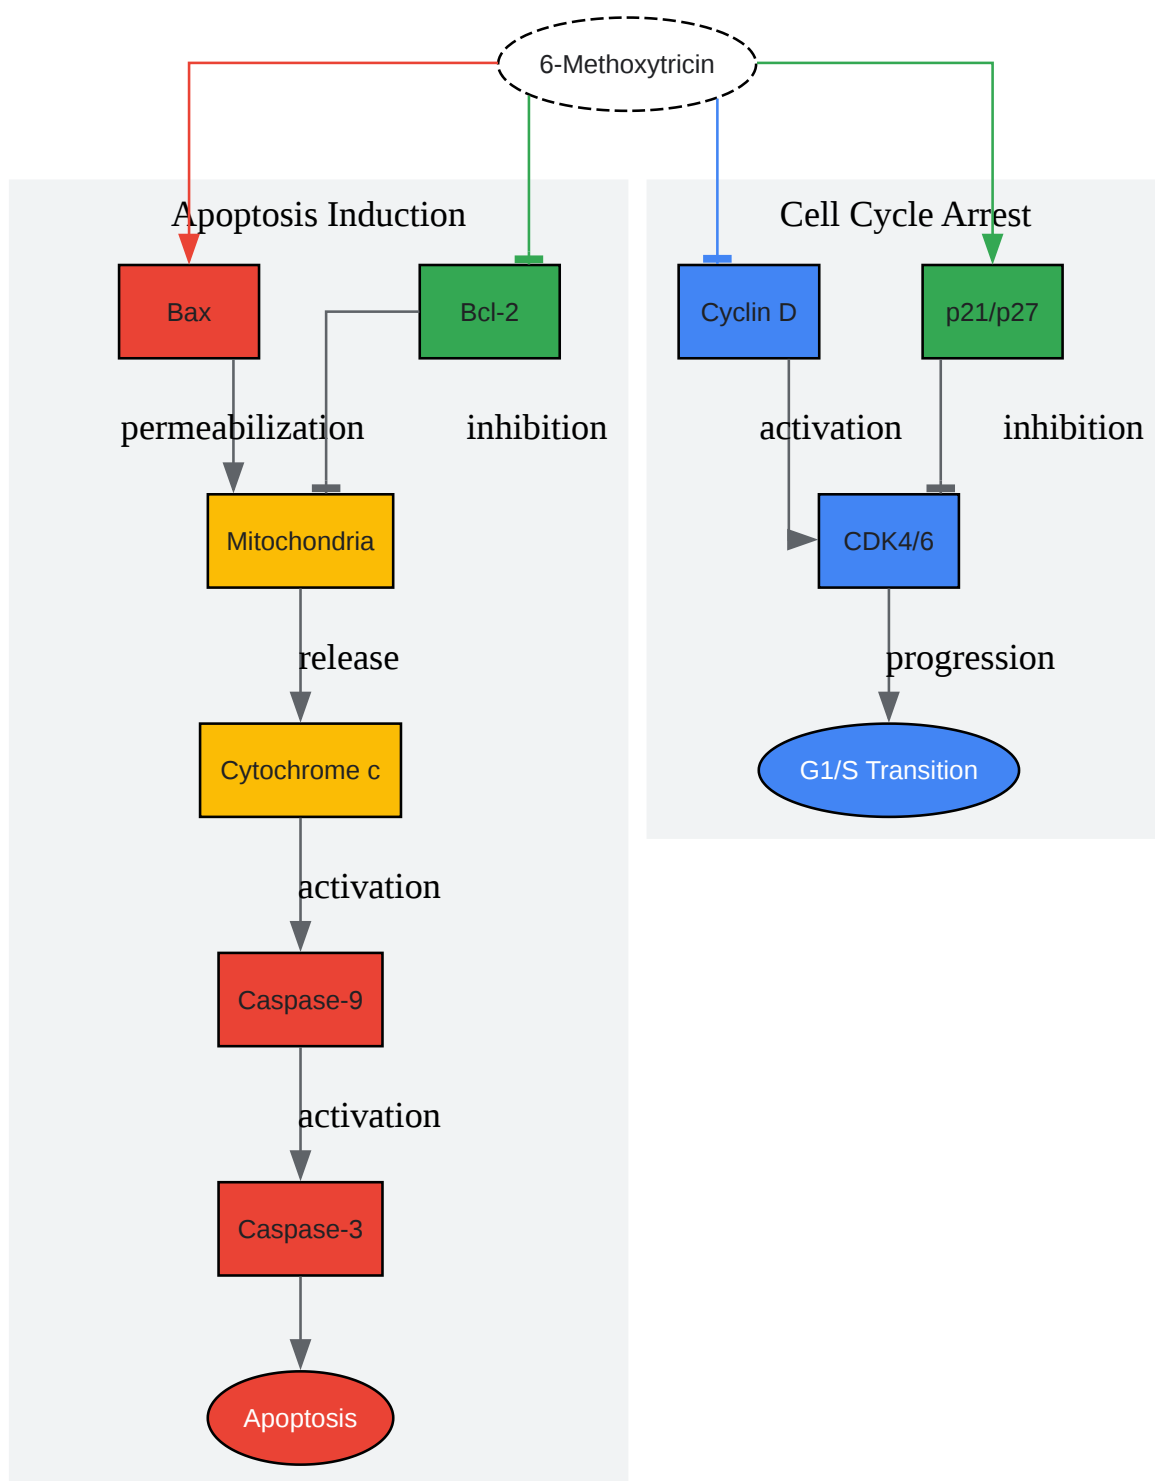 6-Methoxytricin
Apoptosis Induction
Cell Cycle Arrest
Bax
Bcl-2
Cyclin D
p21/p27
permeabilization
inhibition
activation
inhibition
Mitochondria
CDK4/6
release
progression
Cytochrome c
G1/S Transition
activation
Caspase-9
activation
Caspase-3
Apoptosis